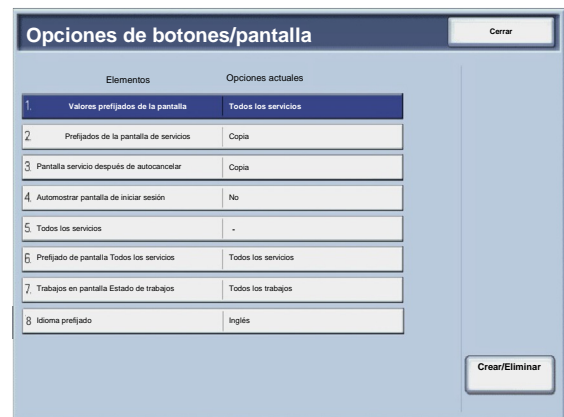 Opciones de botones/pantalla
Cerrar
Elementos Opciones actuales
1. Valores prefijados de la pantalla Todos los servicios
2. Prefijados de la pantalla de servicios Copia
3. Pantalla servicio después de autocancelar Copia
4. Automostrar pantalla de iniciar sesión No
5. Todos los servicios -
6. Prefijado de pantalla Todos los servicios Todos los servicios
7. Trabajos en pantalla Estado de trabajos Todos los trabajos
8 Idioma prefijado Inglés
Crear/Eliminar